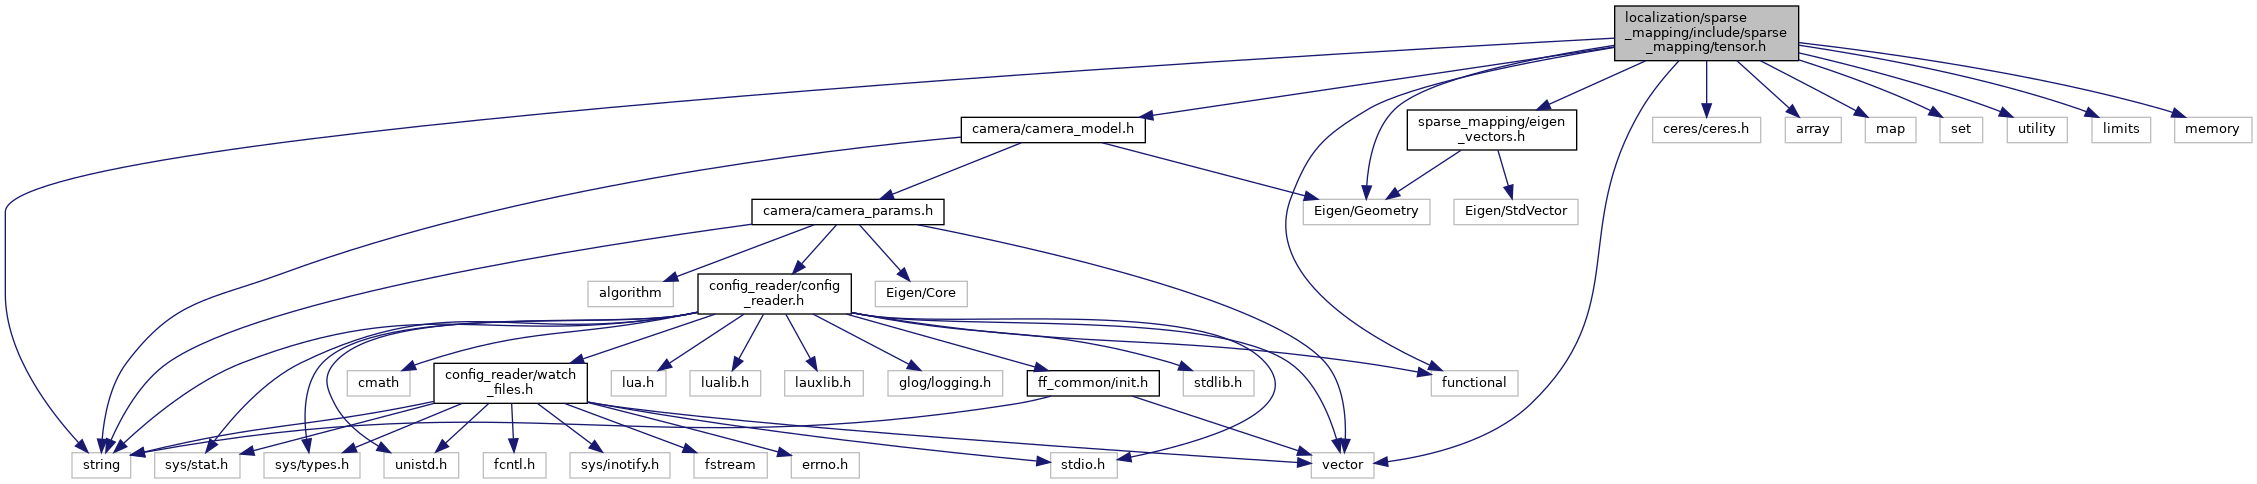 localization/sparse
_mapping/include/sparse
_mapping/tensor.h
camera/camera_model.h
sparse_mapping/eigen
_vectors.h
ceres/ceres.h
array
map
set
utility
limits
memory
camera/camera_params.h
Eigen/Geometry
Eigen/StdVector
algorithm
config_reader/config
_reader.h
Eigen/Core
cmath
config_reader/watch
_files.h
lua.h
lualib.h
lauxlib.h
glog/logging.h
ff_common/init.h
stdlib.h
functional
string
sys/stat.h
sys/types.h
unistd.h
fcntl.h
sys/inotify.h
fstream
errno.h
stdio.h
vector